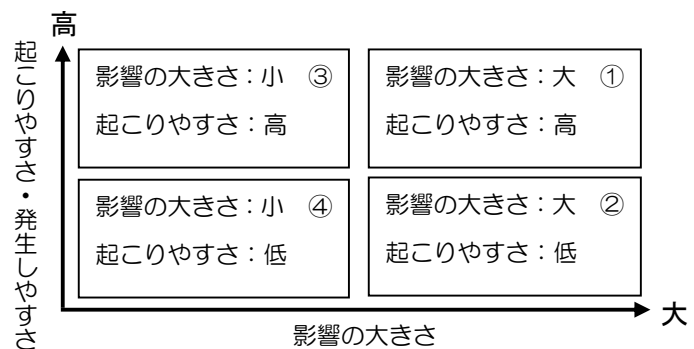 高
起こりやすさ・発生しやすさ
影響の大きさ：小 ③
起こりやすさ：高
影響の大きさ：大 ①
起こりやすさ：高
影響の大きさ：小 ④
起こりやすさ：低
影響の大きさ：大 ②
起こりやすさ：低
大
影響の大きさ